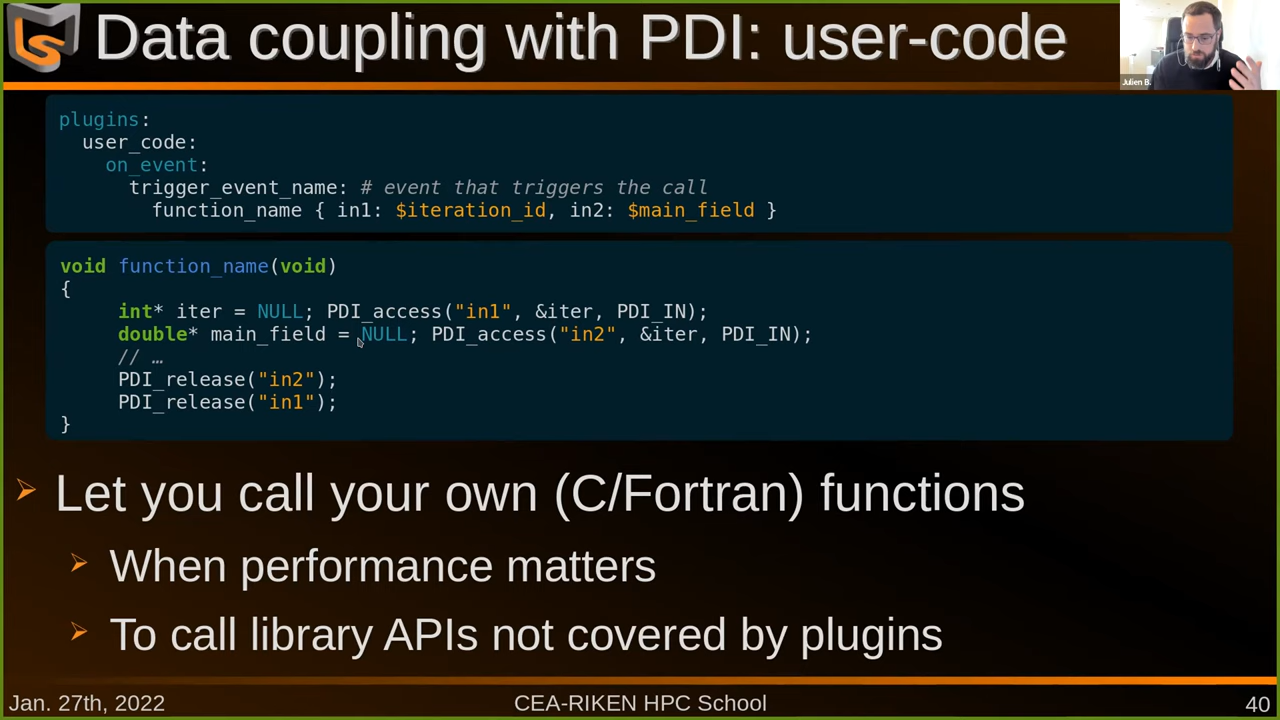 Data coupling with PDI: user-code
Julien B.
plugins:
user_code:
on_event:
trigger_event_name: # event that triggers the call
function_name { in1: $iteration_id, in2: $main_field }
void function_name(void)
{
int* iter = NULL; PDI_access("in1", &iter, PDI_IN);
double* main_field = NULL; PDI_access("in2", &iter, PDI_IN);
// …
PDI_release("in2");
PDI_release("in1");
}
Let you call your own (C/Fortran) functions
When performance matters
To call library APIs not covered by plugins
Jan. 27th, 2022
CEA-RIKEN HPC School
40